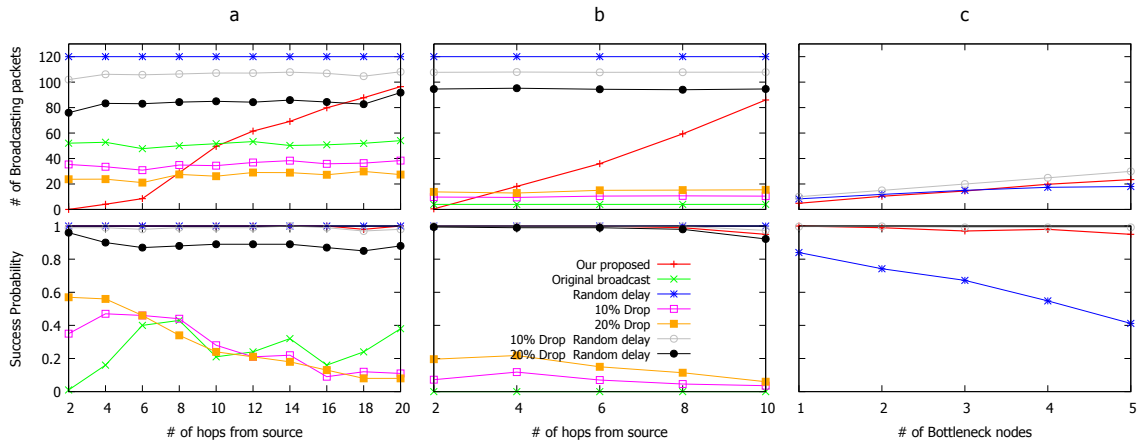 a
b
c
# of Broadcasting packets
120
100
80
60
40
20
0
Success Probability
1
0.8
0.6
0.4
0.2
0
Our proposed
Original broadcast
Random delay
10% Drop
20% Drop
10% Drop Random delay
20% Drop Random delay
2 4 6 8 10 12 14 16 18 20
2 4 6 8 10
1 2 3 4 5
# of hops from source
# of hops from source
# of Bottleneck nodes